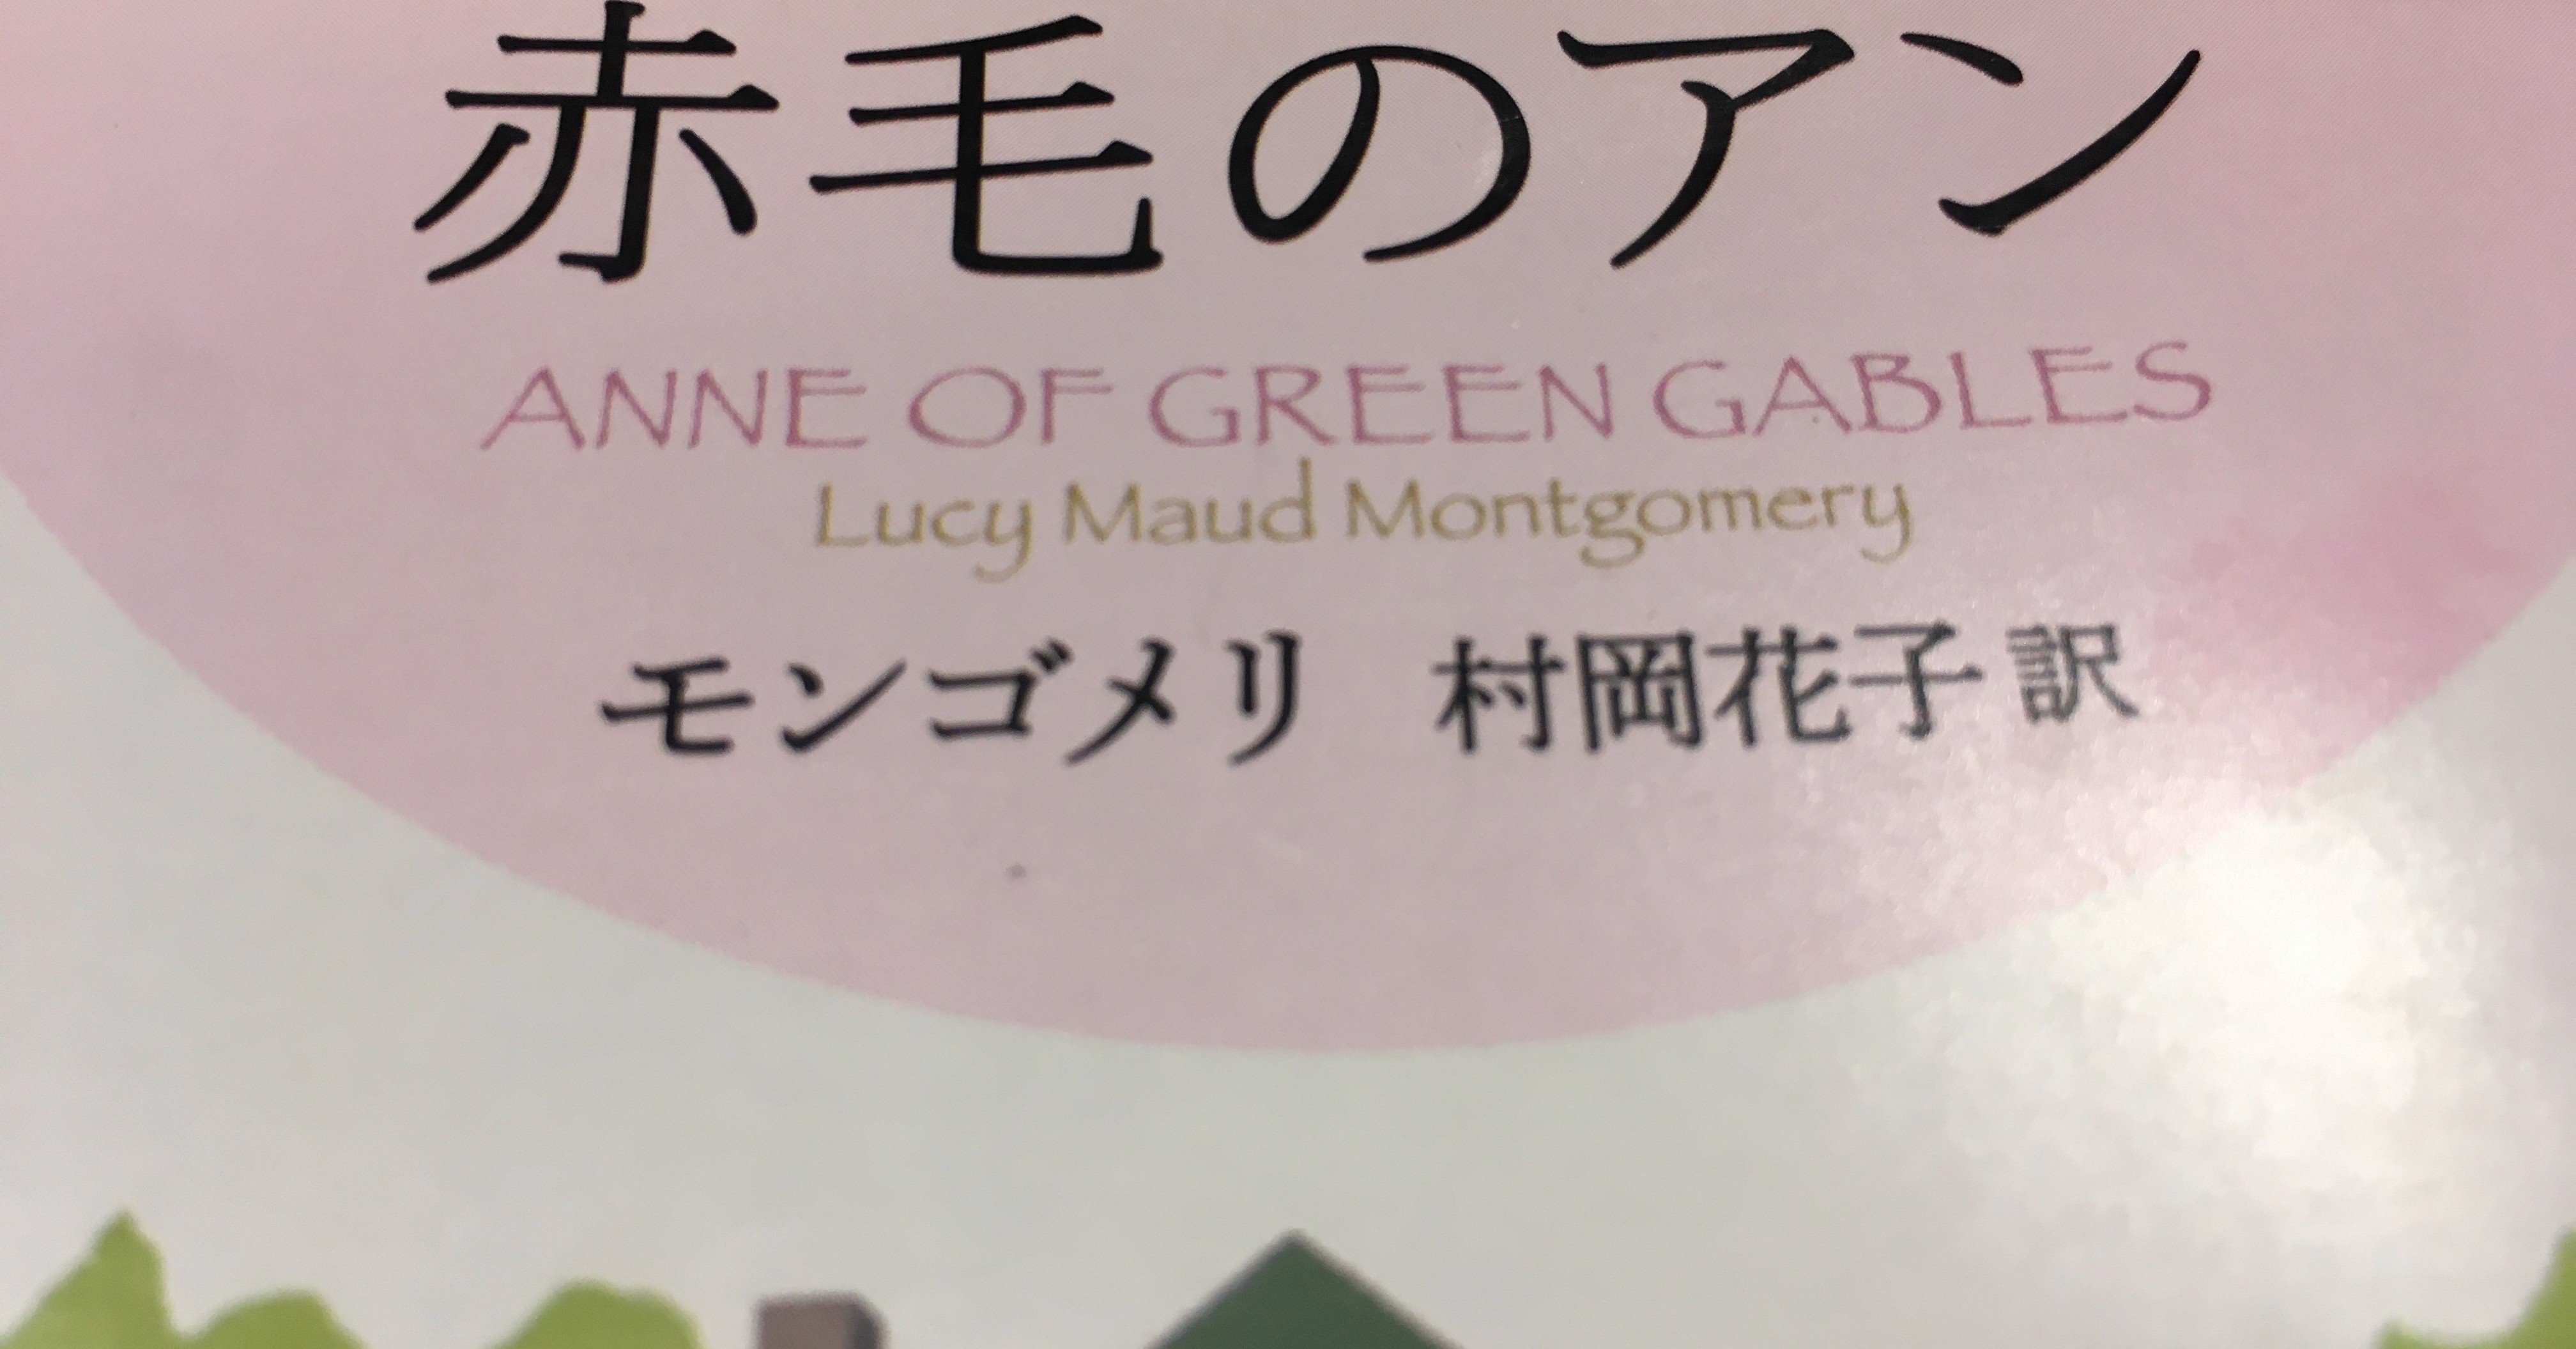 赤毛のアン
ANNE OF GREEN GABLES
Lucy Maud Montgomery
モンゴメリ 村岡花子 訳